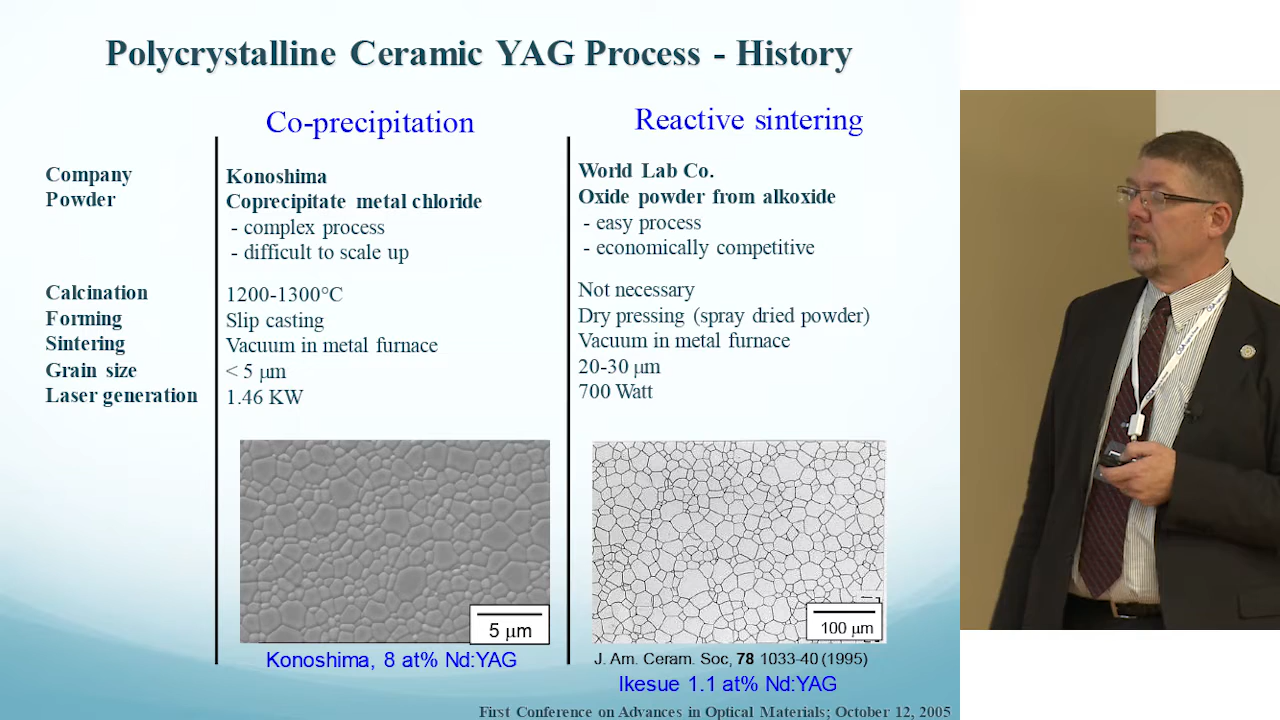 Polycrystalline Ceramic YAG Process - History
Co-precipitation
Reactive sintering
Company
Konoshima
World Lab Co.
Powder
Coprecipitate metal chloride
Oxide powder from alkoxide
- complex process
- easy process
- difficult to scale up
- economically competitive
Calcination
1200-1300°C
Not necessary
Forming
Slip casting
Dry pressing (spray dried powder)
Sintering
Vacuum in metal furnace
Vacuum in metal furnace
Grain size
< 5 μm
20-30 μm
Laser generation
1.46 KW
700 Watt
5 μm
100 μm
Konoshima, 8 at% Nd:YAG
J. Am. Ceram. Soc, 78 1033-40 (1995)
Ikesue 1.1 at% Nd:YAG
First Conference on Advances in Optical Materials; October 12, 2005